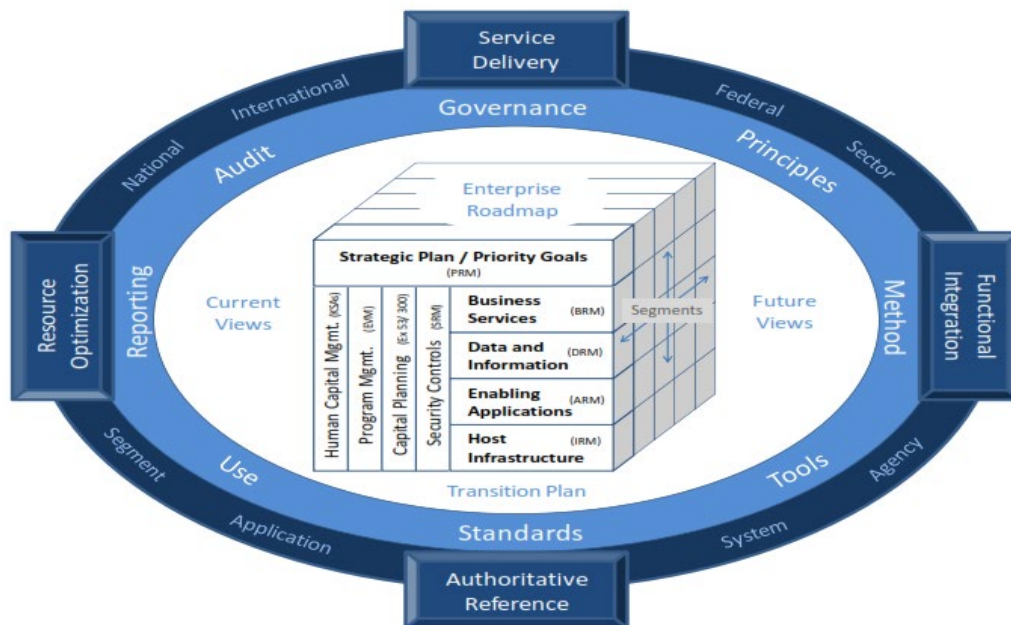 Service
Delivery
International
Federal
Governance
National
Sector
Audit
Principles
Enterprise
Roadmap
Strategic Plan / Priority Goals
(PRM)
Resource
Optimization
Reporting
Current
Views
Human Capital Mgmt. (KSAs)
Program Mgmt. (EVM)
Capital Planning (Ex 53/ 300)
Security Controls (SRM)
Business
Services (BRM)
Data and
Information (DRM)
Enabling
Applications (ARM)
Host
Infrastructure (IRM)
Segments
Future
Views
Method
Functional
Integration
Transition Plan
Segment
Use
Tools
Agency
Application
Standards
System
Authoritative
Reference